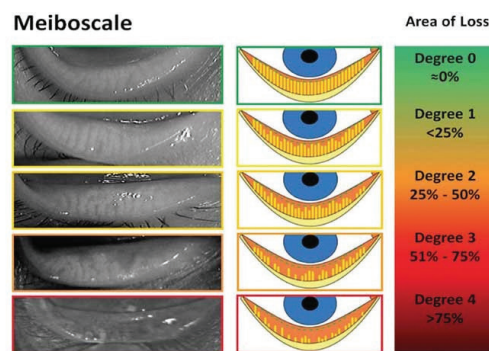 Meiboscale
Area of Loss
Degree 0
≈0%
Degree 1
<25%
Degree 2
25% - 50%
Degree 3
51% - 75%
Degree 4
>75%